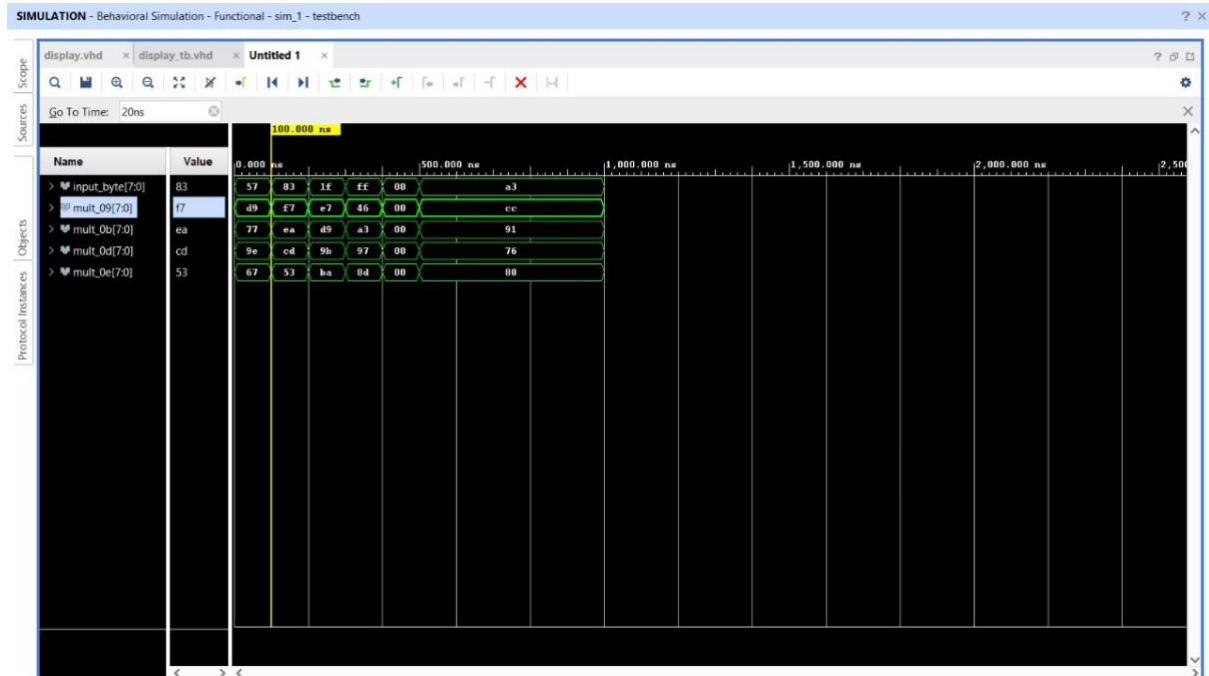 SIMULATION - Behavioral Simulation - Functional - sim_1 - testbench ? ×
display.vhd × display_tb.vhd × Untitled 1 × ?
Go To Time: 20ns
100.000 ns
Name Value 0.000 ns 500.000 ns 1,000.000 ns 1,500.000 ns 2,000.000 ns 2,500
> input_byte[7:0] 83 57 83 1f ff 00 a3
> mult_09[7:0] f7 d9 f7 e7 46 00 cc
> mult_0b[7:0] ea 77 ea d9 a3 00 91
> mult_0d[7:0] cd 9e cd 9b 97 00 76
> mult_0e[7:0] 53 67 53 ba 8d 00 88
Scope
Sources
Objects
Protocol Instances